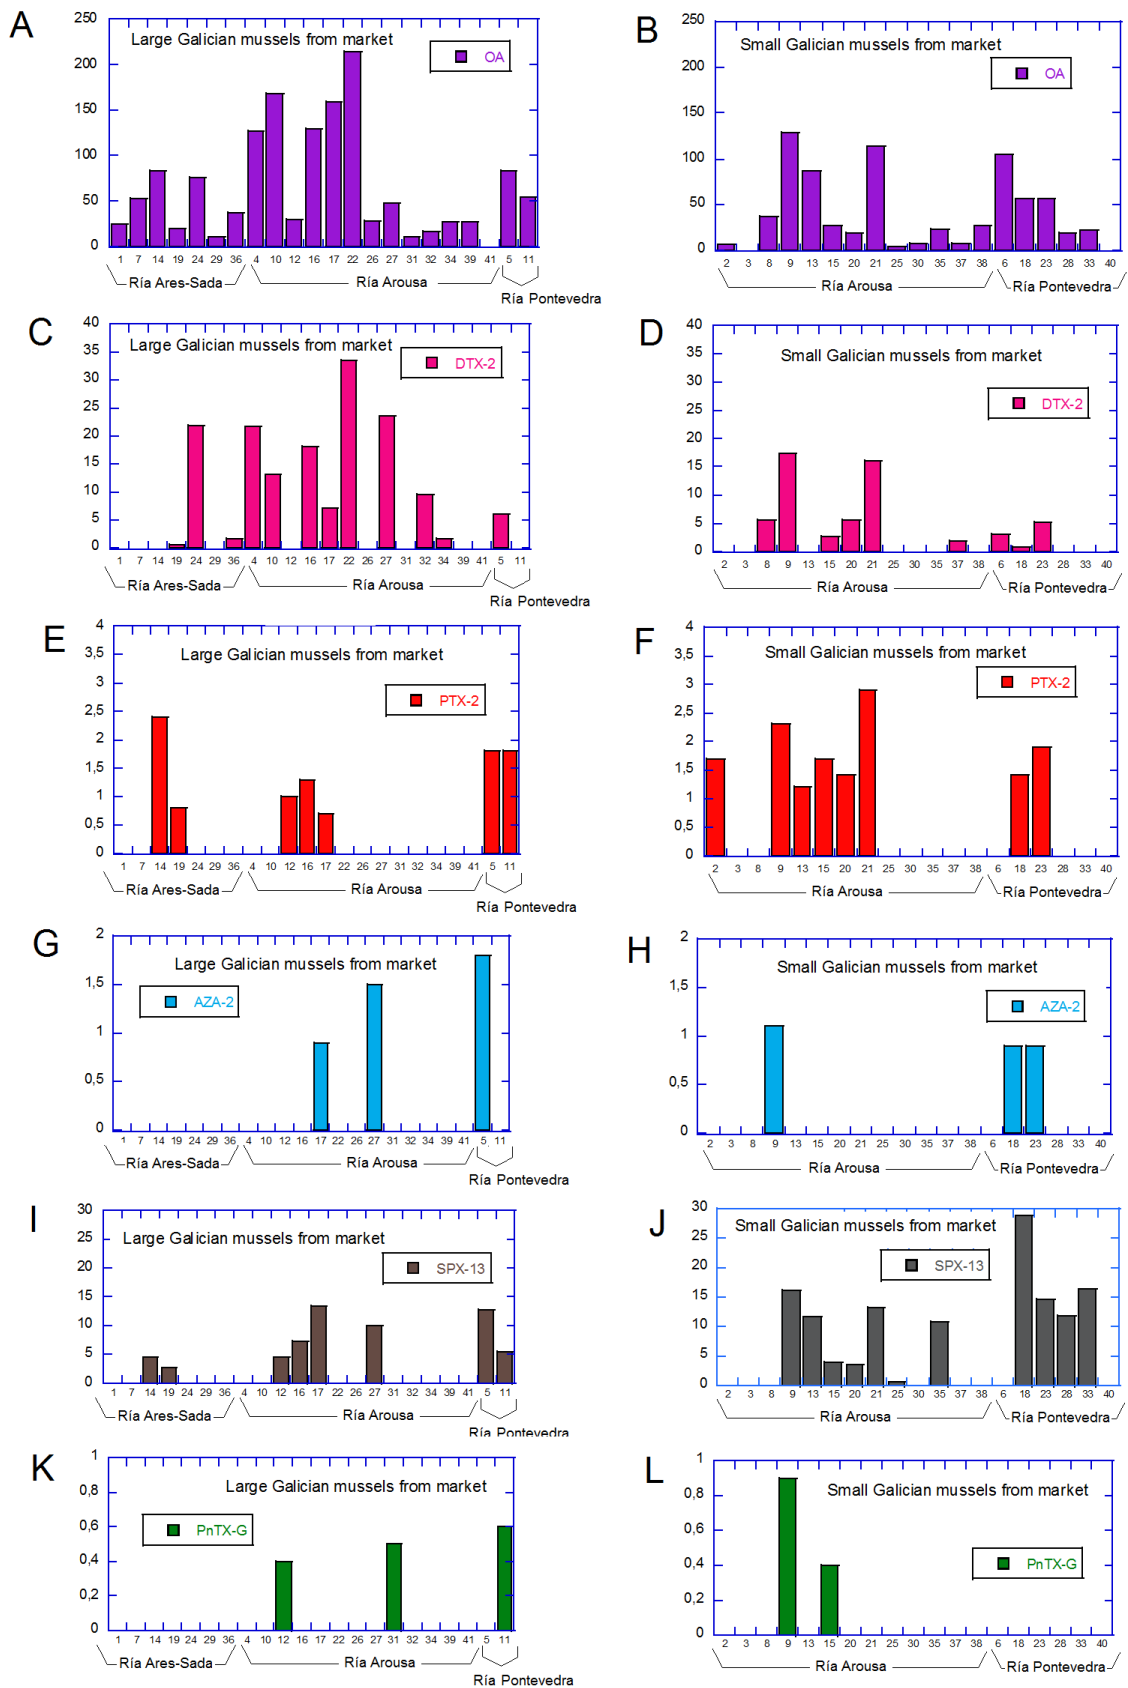 A
Large Galician mussels from market
OA
250
200
150
100
50
0
1 7 14 19 24 29 36 4 10 12 16 17 22 26 27 31 32 34 39 41 5 11
Ría Ares-Sada Ría Arousa
Ría Pontevedra
B
Small Galician mussels from market
OA
250
200
150
100
50
0
2 3 8 9 13 15 20 21 25 30 35 37 38 6 18 23 28 33 40
Ría Arousa Ría Pontevedra
C
Large Galician mussels from market
DTX-2
40
35
30
25
20
15
10
5
0
1 7 14 19 24 29 36 4 10 12 16 17 22 26 27 31 32 34 39 41 5 11
Ría Ares-Sada Ría Arousa
Ría Pontevedra
D
Small Galician mussels from market
DTX-2
40
35
30
25
20
15
10
5
0
2 3 8 9 13 15 20 21 25 30 35 37 38 6 18 23 28 33 40
Ría Arousa Ría Pontevedra
E
Large Galician mussels from market
PTX-2
4
3,5
3
2,5
2
1,5
1
0,5
0
1 7 14 19 24 29 36 4 10 12 16 17 22 27 29 31 32 34 39 41 5 11
Ría Ares-Sada Ría Arousa
Ría Pontevedra
F
Small Galician mussels from market
PTX-2
4
3,5
3
2,5
2
1,5
1
0,5
0
2 3 8 9 13 15 20 21 25 30 35 37 38 6 18 23 28 33 40
Ría Arousa Ría Pontevedra
G
Large Galician mussels from market
AZA-2
2
1,5
1
0,5
0
1 7 14 19 24 29 36 4 10 12 16 17 22 26 27 31 32 34 39 41 5 11
Ría Ares-Sada Ría Arousa
Ría Pontevedra
H
Small Galician mussels from market
AZA-2
2
1,5
1
0,5
0
2 3 8 9 13 15 20 21 25 30 35 37 38 6 18 23 28 33 40
Ría Arousa Ría Pontevedra
I
Large Galician mussels from market
SPX-13
30
25
20
15
10
5
0
1 7 14 19 24 29 36 4 10 12 16 17 22 26 27 31 32 34 39 41 5 11
Ría Ares-Sada Ría Arousa
Ría Pontevedra
J
Small Galician mussels from market
SPX-13
30
25
20
15
10
5
0
2 3 8 9 13 15 20 21 25 30 35 37 38 6 18 23 28 33 40
Ría Arousa Ría Pontevedra
K
Large Galician mussels from market
PnTX-G
1
0,8
0,6
0,4
0,2
0
1 7 14 19 24 29 36 4 10 12 16 17 22 26 27 31 32 34 39 41 5 11
Ría Ares-Sada Ría Arousa
Ría Pontevedra
L
Small Galician mussels from market
PnTX-G
1
0,8
0,6
0,4
0,2
0
2 3 8 9 15 20 21 25 30 35 37 38 6 18 23 28 33 40
Ría Arousa Ría Pontevedra